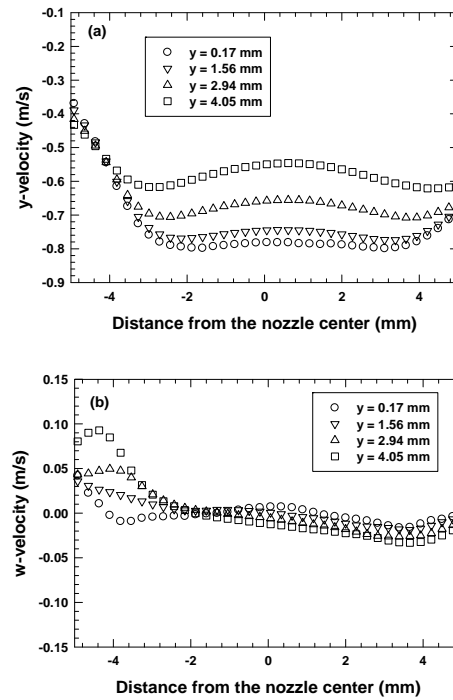 (a)
y = 0.17 mm
y = 1.56 mm
y = 2.94 mm
y = 4.05 mm
-0.1
-0.2
-0.3
-0.4
-0.5
-0.6
-0.7
-0.8
-0.9
y-velocity (m/s)
-4 -2 0 2 4
Distance from the nozzle center (mm)
(b)
y = 0.17 mm
y = 1.56 mm
y = 2.94 mm
y = 4.05 mm
0.15
0.10
0.05
0.00
-0.05
-0.10
-0.15
w-velocity (m/s)
-4 -2 0 2 4
Distance from the nozzle center (mm)